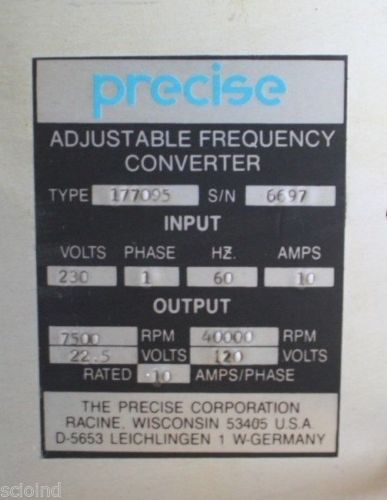 precise
ADJUSTABLE FREQUENCY
CONVERTER
TYPE 177095 S/N 6697
INPUT
VOLTS PHASE HZ. AMPS
230 1 60 10
OUTPUT
7500 RPM 40000 RPM
22.5 VOLTS 120 VOLTS
RATED 10 AMPS/PHASE
THE PRECISE CORPORATION
RACINE, WISCONSIN 53405 U.S.A.
D-5653 LEICHLINGEN 1 W-GERMANY
scioind